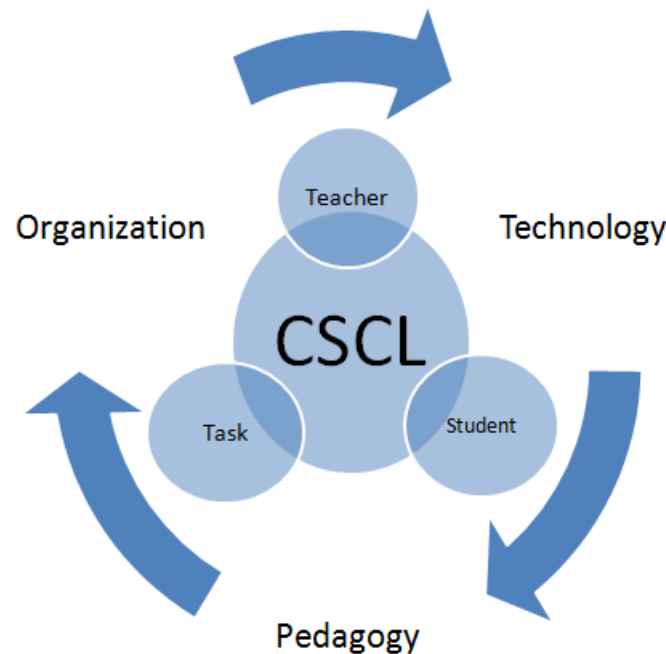 Teacher
Organization
Technology
CSCL
Task
Student
Pedagogy